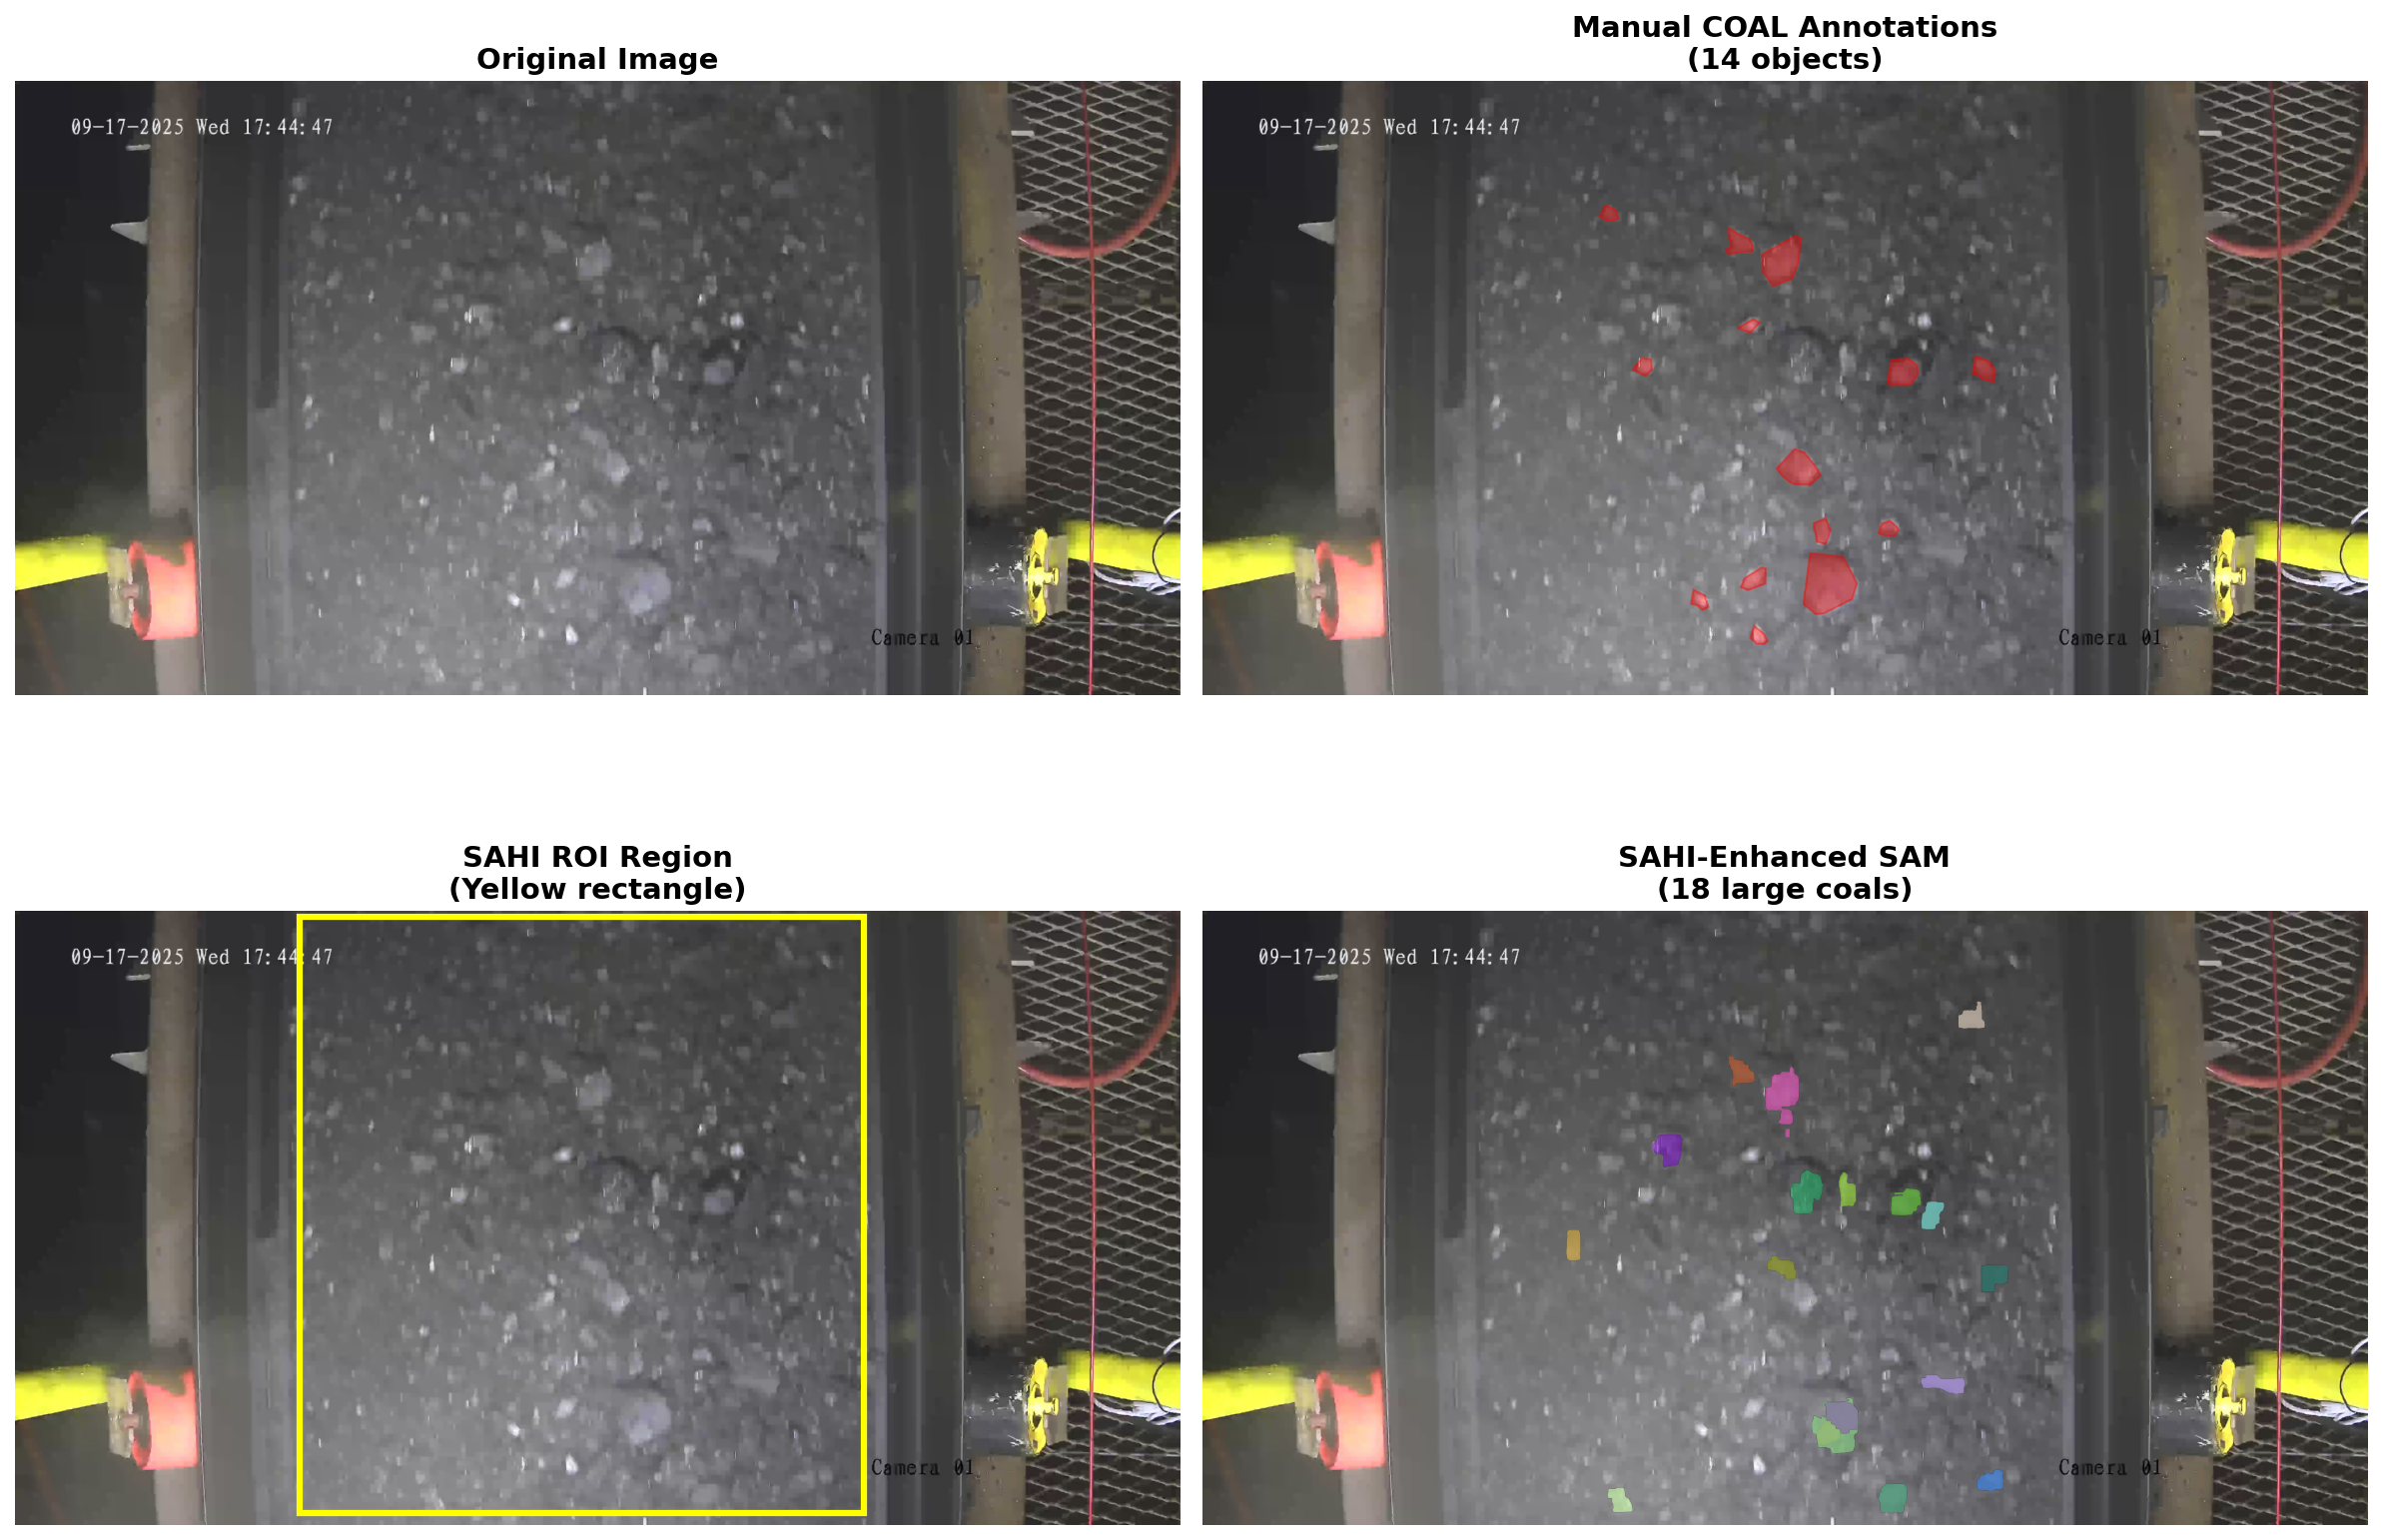 Original Image
09-17-2025 Wed 17:44:47
Camera 01
Manual COAL Annotations
(14 objects)
09-17-2025 Wed 17:44:47
Camera 01
SAHI ROI Region
(Yellow rectangle)
09-17-2025 Wed 17:44:47
Camera 01
SAHI-Enhanced SAM
(18 large coals)
09-17-2025 Wed 17:44:47
Camera 01